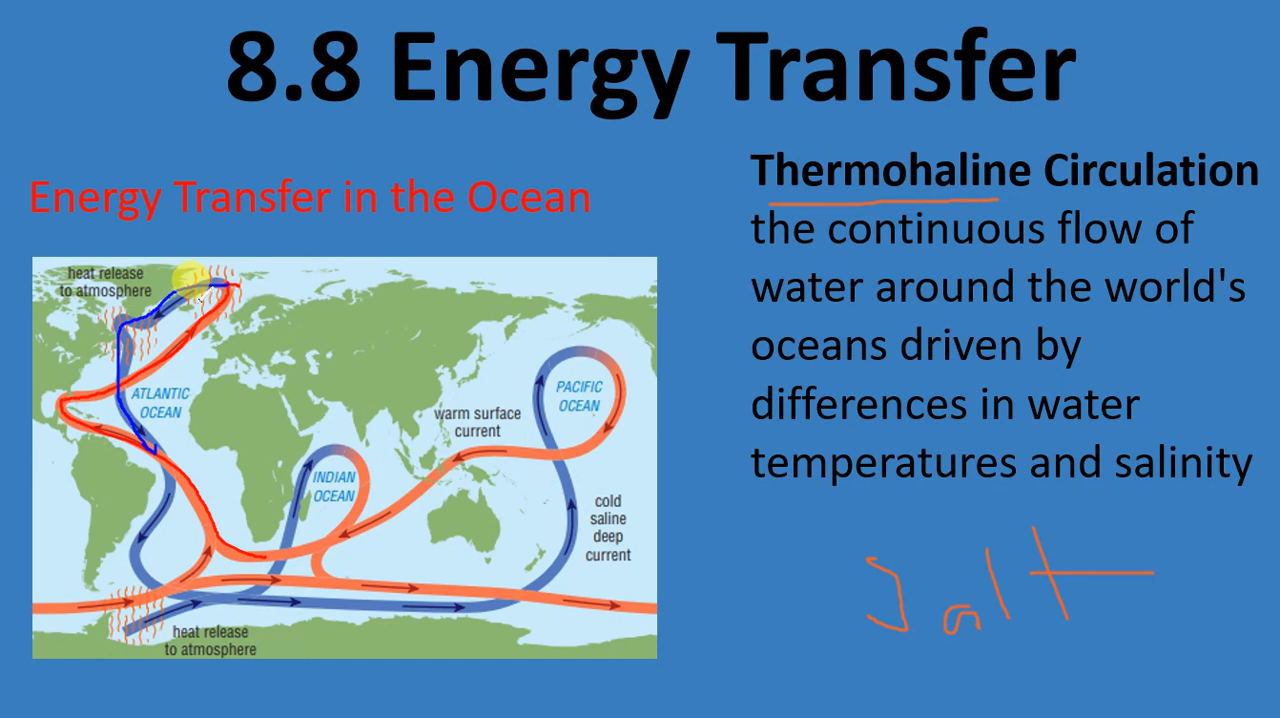 8.8 Energy Transfer
Energy Transfer in the Ocean
heat release
to atmosphere
ATLANTIC
OCEAN
INDIAN
OCEAN
warm surface
current
PACIFIC
OCEAN
cold
saline
deep
current
heat release
to atmosphere
Thermohaline Circulation
the continuous flow of
water around the world's
oceans driven by
differences in water
temperatures and salinity
Salt